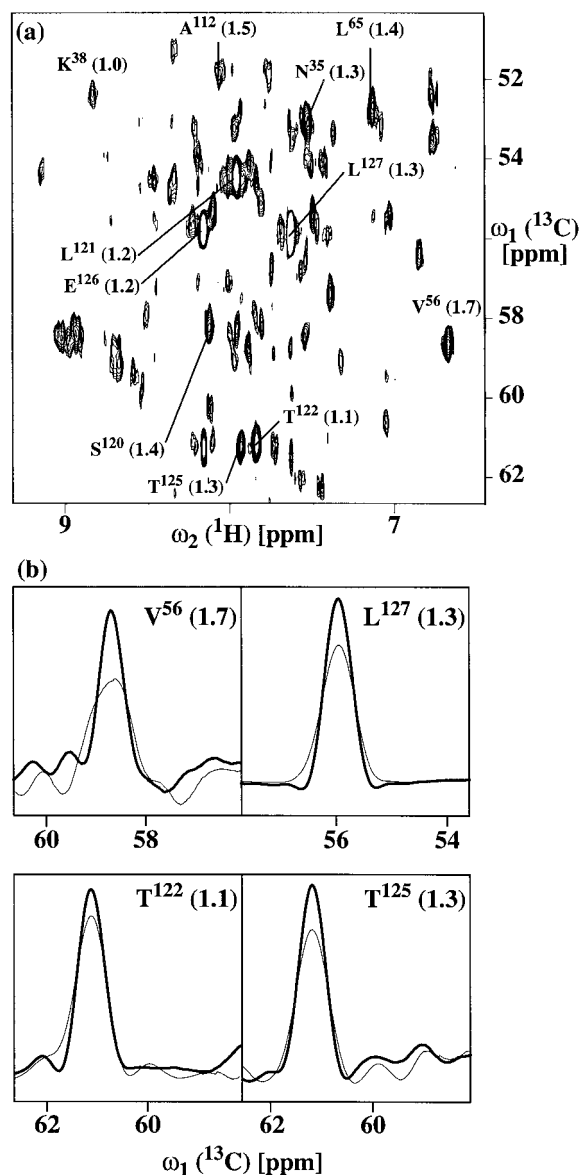 (a)
A¹¹² (1.5)
L⁶⁵ (1.4)
K³⁸ (1.0)
N³⁵ (1.3)
52
54
L¹²⁷ (1.3)
ω₁ (¹³C)
[ppm]
L¹²¹ (1.2)
E¹²⁶ (1.2)
V⁵⁶ (1.7)
58
60
S¹²⁰ (1.4)
T¹²² (1.1)
T¹²⁵ (1.3)
62
9
7
ω₂ (¹H) [ppm]
(b)
V⁵⁶ (1.7)
L¹²⁷ (1.3)
60 58
56 54
T¹²² (1.1)
T¹²⁵ (1.3)
62 60
62 60
ω₁ (¹³C) [ppm]